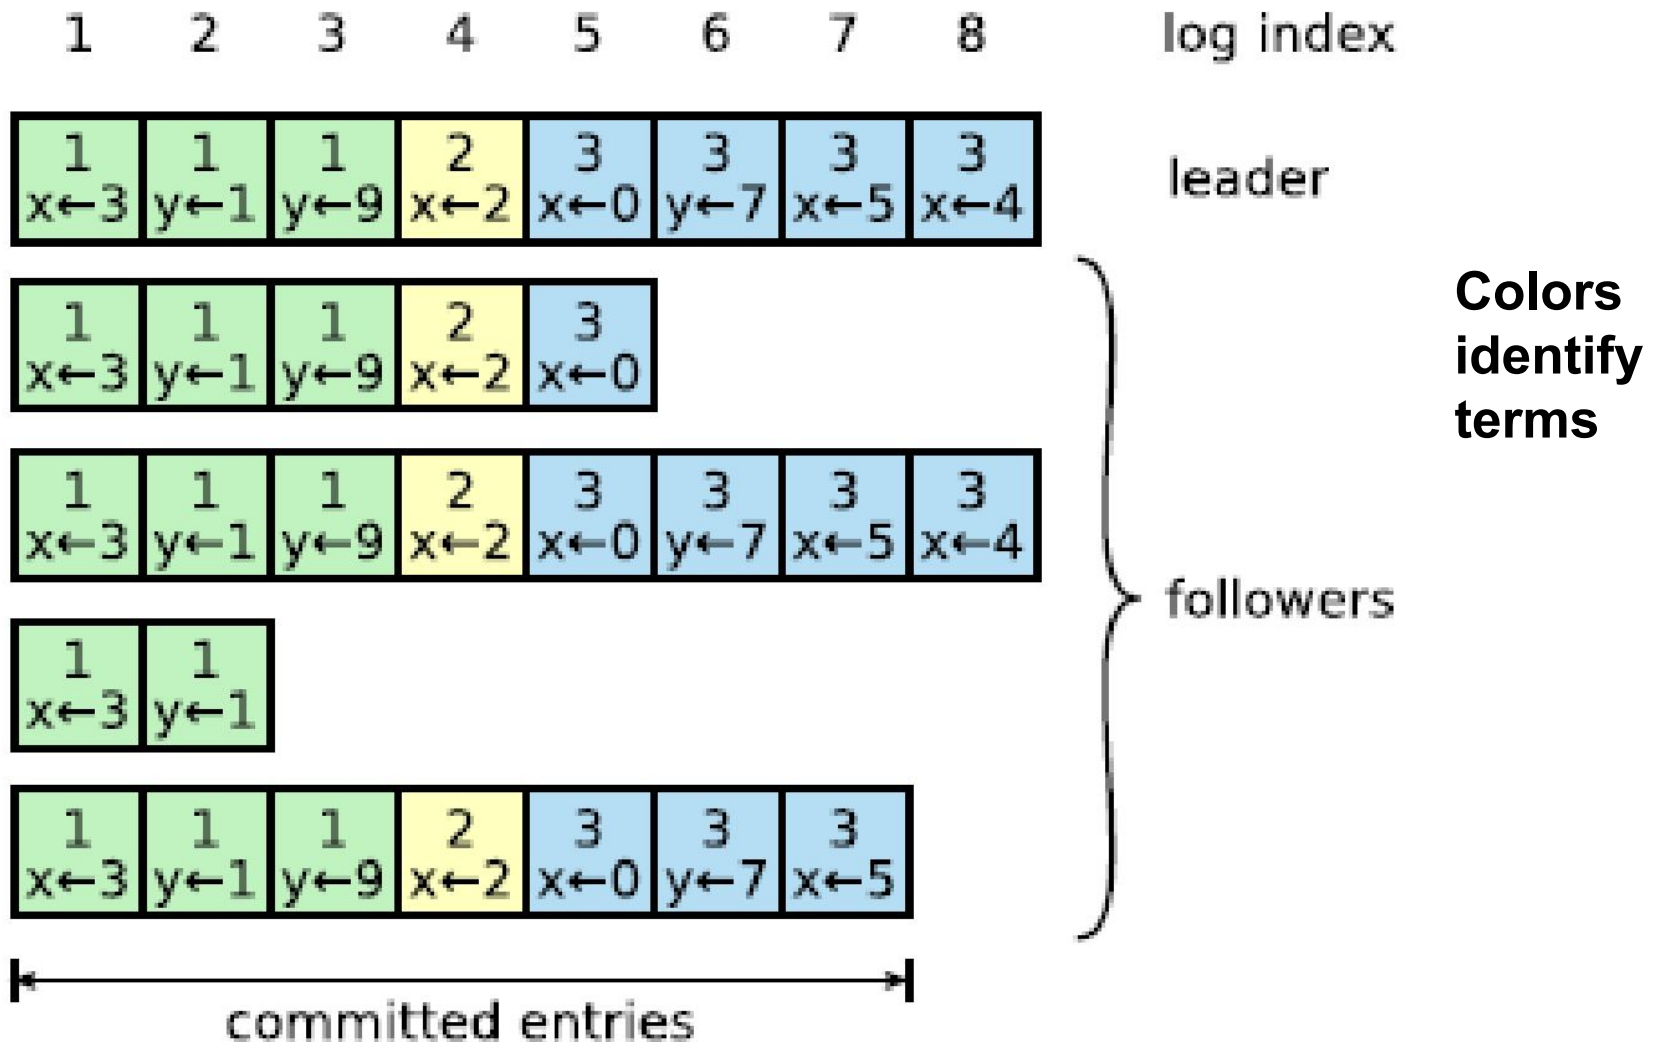 1 2 3 4 5 6 7 8 log index
1 1 1 2 3 3 3 3
x←3 y←1 y←9 x←2 x←0 y←7 x←5 x←4
leader
1 1 1 2 3
x←3 y←1 y←9 x←2 x←0
Colors
identify
terms
1 1 1 2 3 3 3 3
x←3 y←1 y←9 x←2 x←0 y←7 x←5 x←4
followers
1 1
x←3 y←1
1 1 1 2 3 3 3
x←3 y←1 y←9 x←2 x←0 y←7 x←5
committed entries